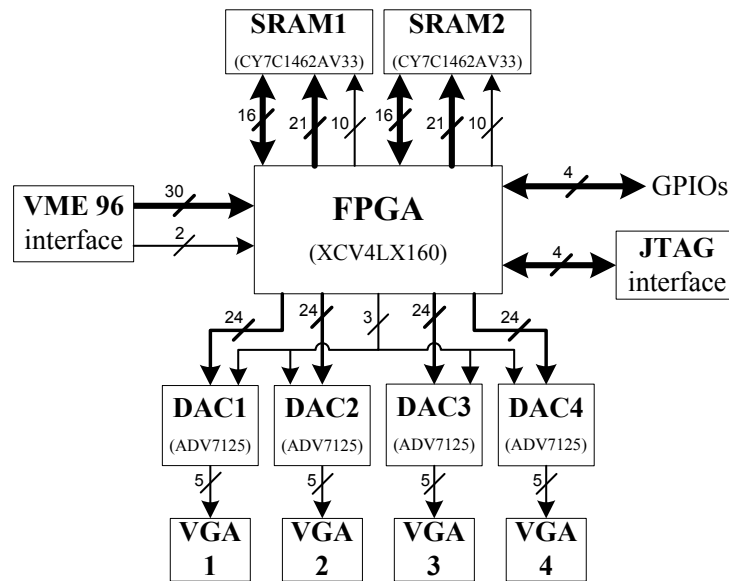 SRAM1
(CY7C1462AV33)
SRAM2
(CY7C1462AV33)
16
21
10
16
21
10
VME 96
interface
30
2
FPGA
(XCV4LX160)
4
GPIOs
4
JTAG
interface
24
24
3
24
24
DAC1
(ADV7125)
DAC2
(ADV7125)
DAC3
(ADV7125)
DAC4
(ADV7125)
5
5
5
5
VGA
1
VGA
2
VGA
3
VGA
4